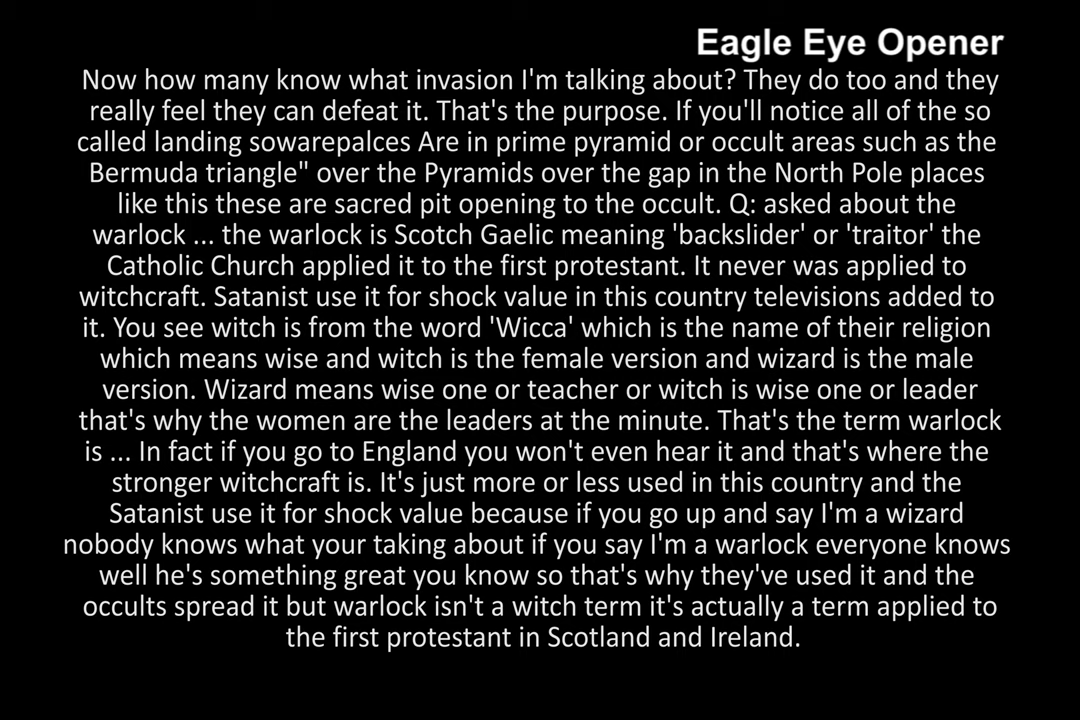 Eagle Eye Opener
Now how many know what invasion I'm talking about? They do too and they
really feel they can defeat it. That's the purpose. If you'll notice all of the so
called landing sowarepalces Are in prime pyramid or occult areas such as the
Bermuda triangle" over the Pyramids over the gap in the North Pole places
like this these are sacred pit opening to the occult. Q: asked about the
warlock ... the warlock is Scotch Gaelic meaning 'backslider' or 'traitor' the
Catholic Church applied it to the first protestant. It never was applied to
witchcraft. Satanist use it for shock value in this country televisions added to
it. You see witch is from the word 'Wicca' which is the name of their religion
which means wise and witch is the female version and wizard is the male
version. Wizard means wise one or teacher or witch is wise one or leader
that's why the women are the leaders at the minute. That's the term warlock
is ... In fact if you go to England you won't even hear it and that's where the
stronger witchcraft is. It's just more or less used in this country and the
Satanist use it for shock value because if you go up and say I'm a wizard
nobody knows what your taking about if you say I'm a warlock everyone knows
well he's something great you know so that's why they've used it and the
occults spread it but warlock isn't a witch term it's actually a term applied to
the first protestant in Scotland and Ireland.